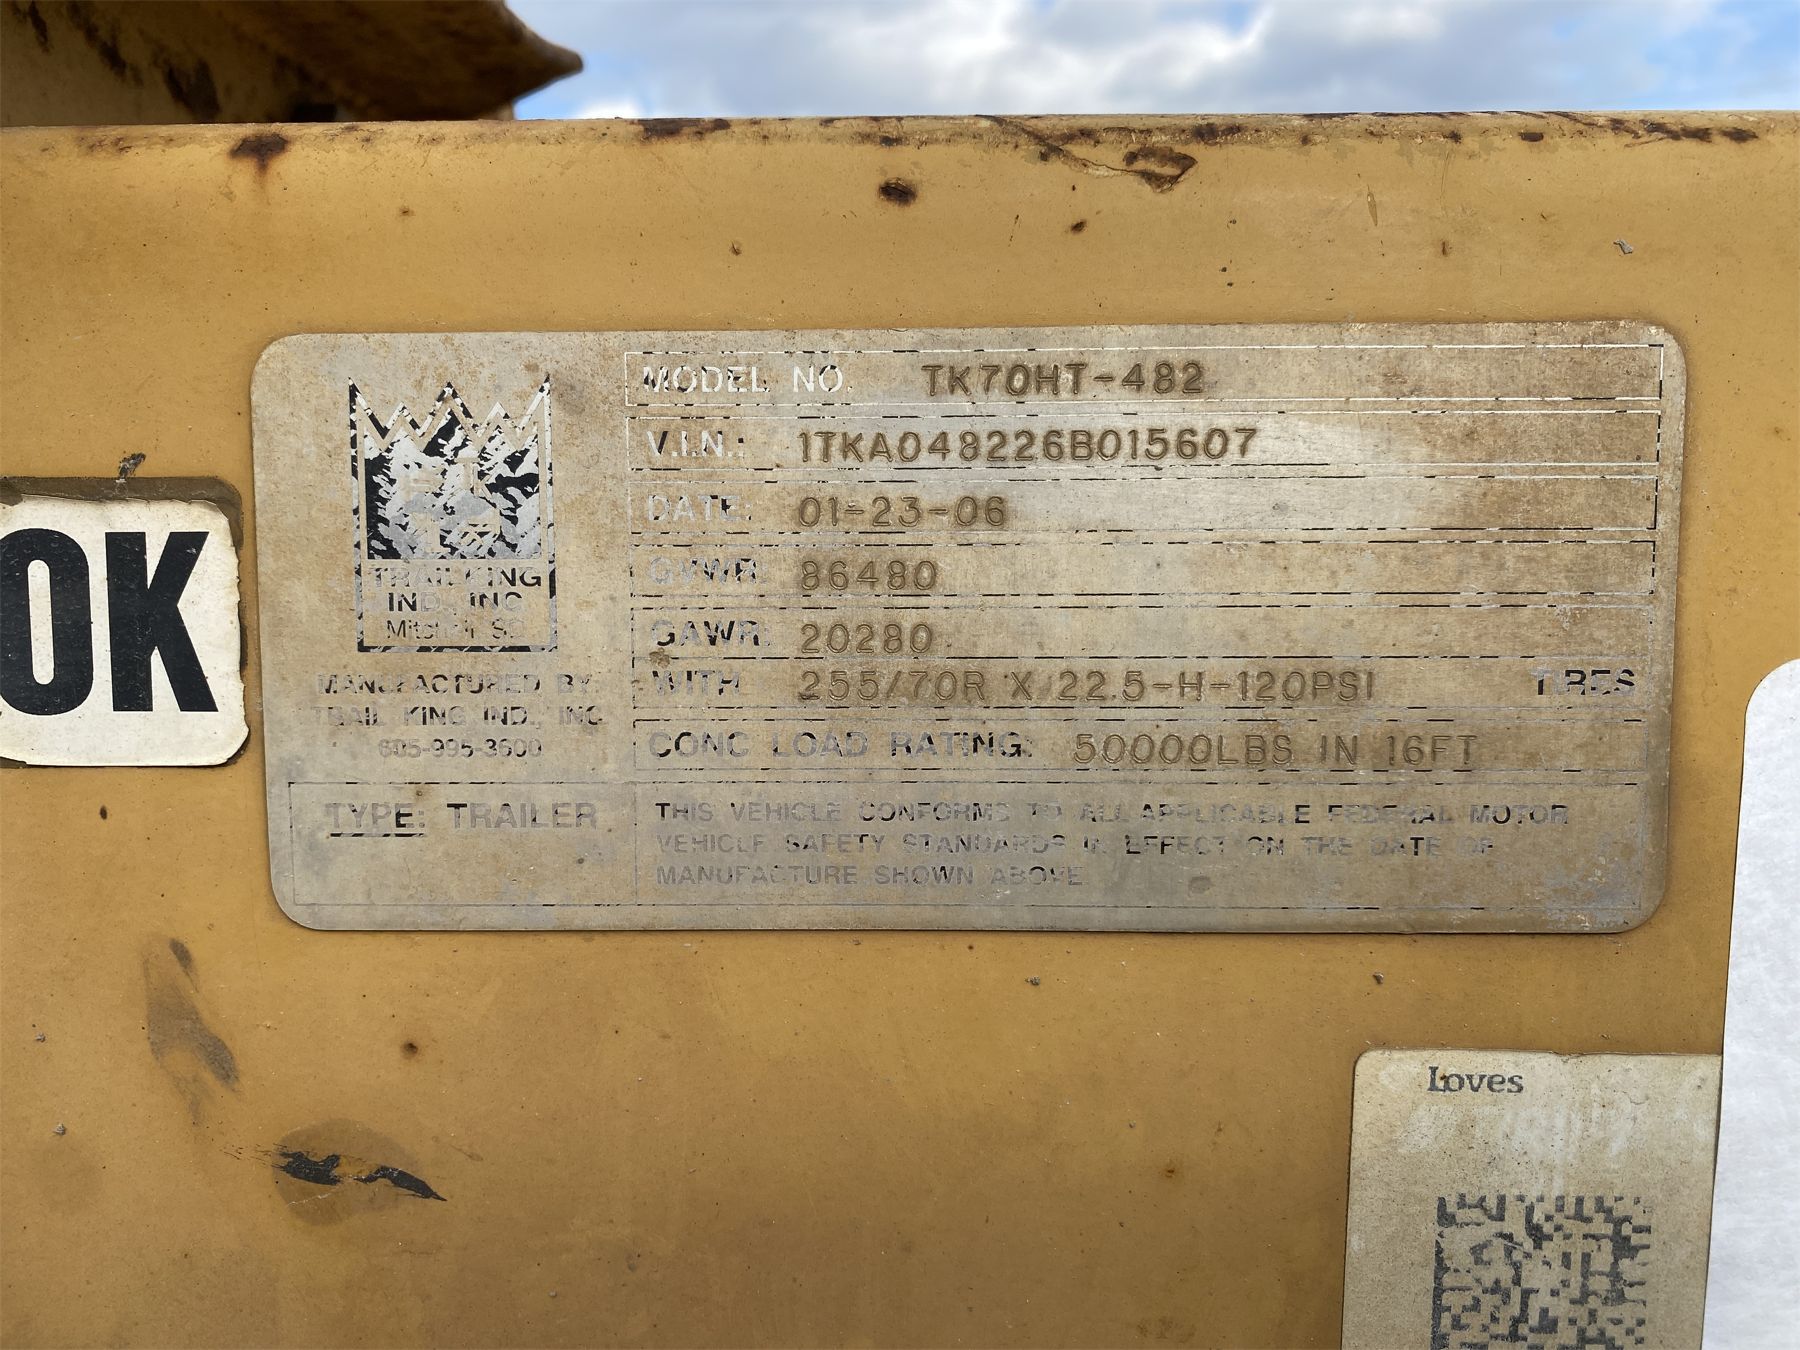 MODEL NO. TK70HT-482
V.I.N.: 1TKA048226B015607
DATE: 01-23-06
GVWR: 86480
GAWR: 20280
WITH 255/70R X 22.5-H-120PSI TIRES
CONC LOAD RATING: 50000LBS IN 16FT
TRAIL KING
IND., INC.
Mitchell SD
MANUFACTURED BY:
TRAIL KING IND., INC.
605-995-3600
TYPE: TRAILER
THIS VEHICLE CONFORMS TO ALL APPLICABLE FEDERAL MOTOR
VEHICLE SAFETY STANDARDS IN EFFECT ON THE DATE OF
MANUFACTURE SHOWN ABOVE
OK
Loves